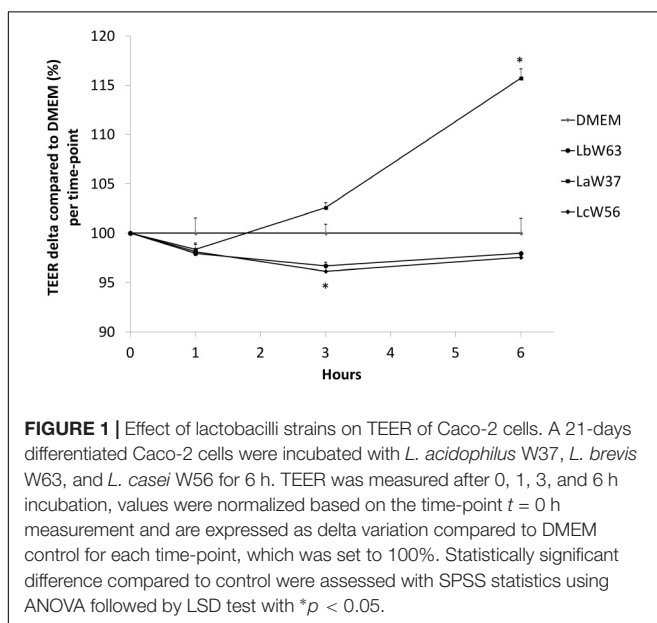 120
115
110
105
100
95
90
TEER delta compared to DMEM (%)
per time-point
*
*
0
1
2
3
4
5
6
Hours
DMEM
LbW63
LaW37
LcW56
FIGURE 1 | Effect of lactobacilli strains on TEER of Caco-2 cells. A 21-days
differentiated Caco-2 cells were incubated with L. acidophilus W37, L. brevis
W63, and L. casei W56 for 6 h. TEER was measured after 0, 1, 3, and 6 h
incubation, values were normalized based on the time-point t = 0 h
measurement and are expressed as delta variation compared to DMEM
control for each time-point, which was set to 100%. Statistically significant
difference compared to control were assessed with SPSS statistics using
ANOVA followed by LSD test with *p < 0.05.